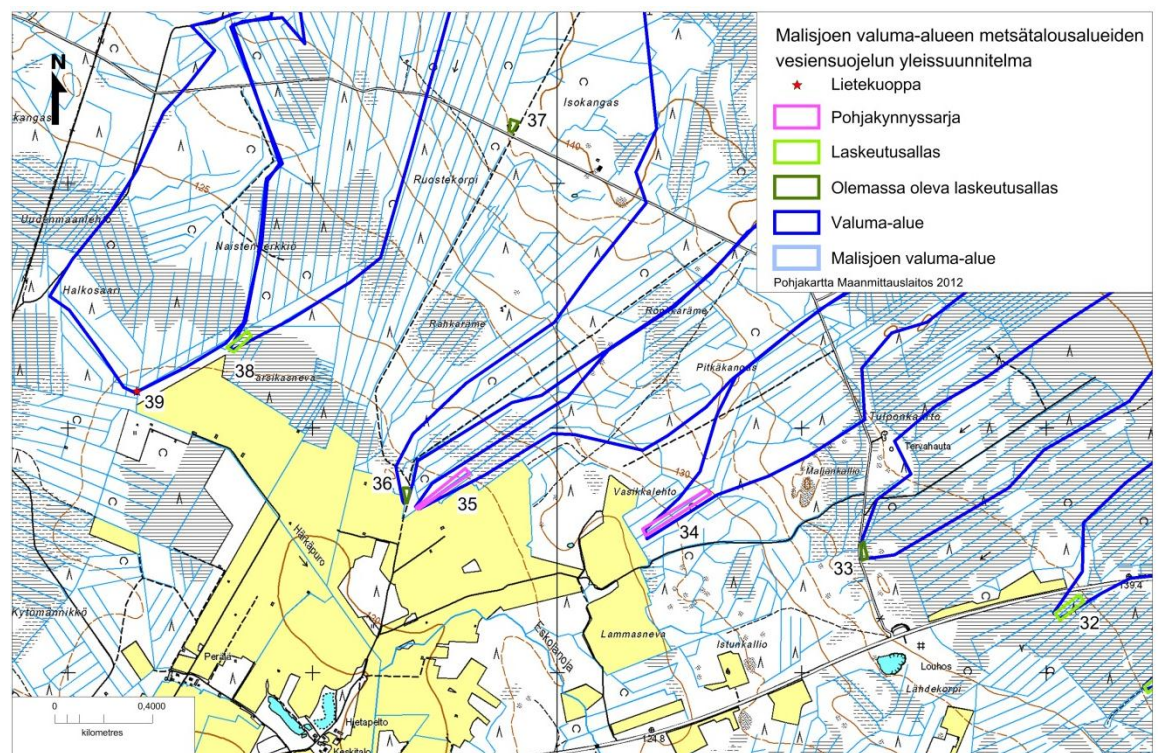 Malisjoen valuma-alueen metsätalousalueiden
vesiensuojelun yleissuunnitelma
Lietekuoppa
Pohjakynnyssarja
Laskeutusallas
Olemassa oleva laskeutusallas
Valuma-alue
Malisjoen valuma-alue
Pohjakartta Maanmittauslaitos 2012
N
kangas
Isokangas
37
140
125
Ruostekorpi
Uudenmaanlehto
Halkosaari
Rahkaräme
Pitkäkangas
38
39
Tervahauta
Maljankallio
130
36
35
Vasikkalehto
34
33
Härkäpuro
Kytömännikkö
139.4
32
Eskolanoja
Lammasneva
Istunkallio
Perälä
Louhos
Lähdekorpi
0 0,4000
kilometres
Hietapelto
Keskitalo
124.8